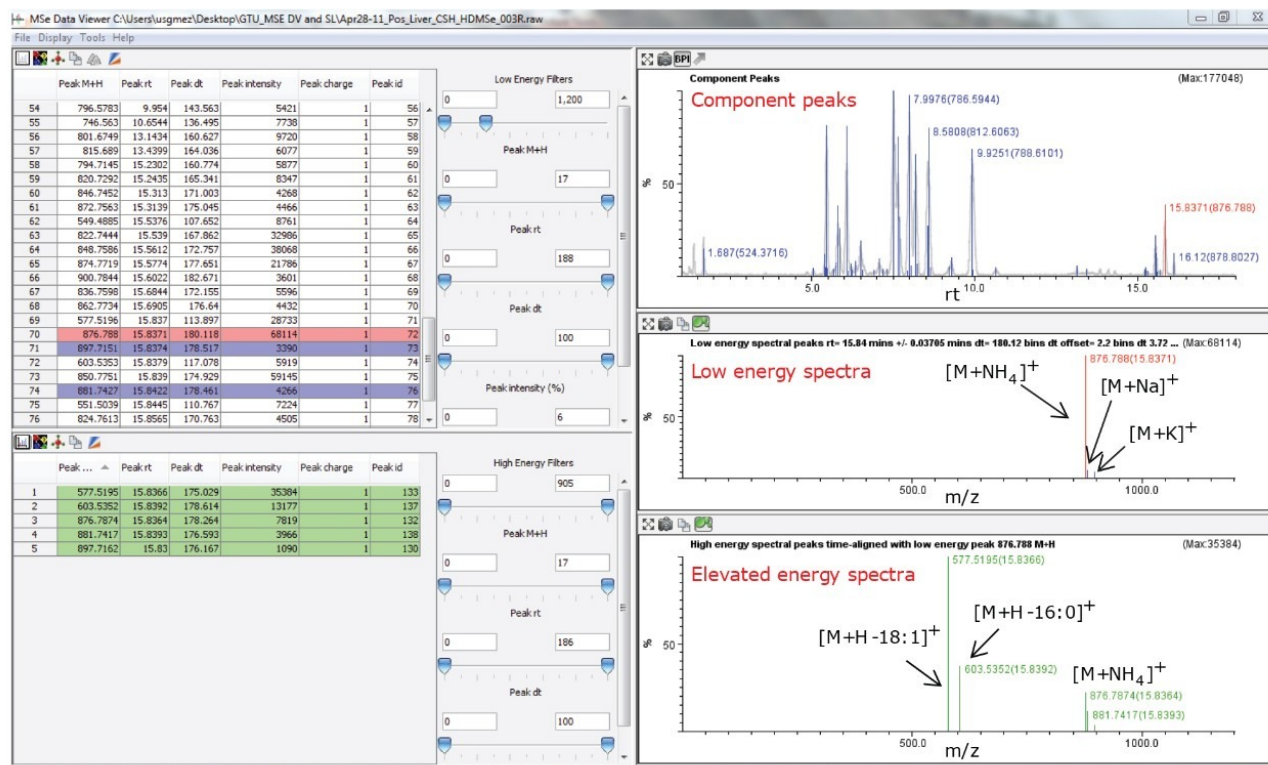 MSe Data Viewer C:\Users\usgmez\Desktop\GTU_MSE DV and SL\Apr28-11_Pos_Liver_CSH_HDMSe_003R.raw
File Display Tools Help
Peak M+H Peak rt Peak dt Peak intensity Peak charge Peak id
54 796.5783 9.954 143.563 5421 1 56
55 746.563 10.6544 136.495 7738 1 57
56 801.6749 13.1434 160.627 9720 1 58
57 815.689 13.4399 164.036 6077 1 59
58 794.7145 15.2302 160.774 5877 1 60
59 820.7292 15.2435 165.341 8347 1 61
60 846.7452 15.313 171.003 4268 1 62
61 872.7563 15.3139 175.045 4466 1 63
62 549.4885 15.5376 107.652 8761 1 64
63 822.7444 15.539 167.862 32986 1 65
64 848.7586 15.5612 172.757 38068 1 66
65 874.7719 15.5774 177.651 21786 1 67
66 900.7844 15.6022 182.671 3601 1 68
67 836.7598 15.6844 172.155 5596 1 69
68 862.7734 15.6905 176.64 4432 1 70
69 577.5196 15.837 113.897 28733 1 71
70 876.788 15.8371 180.118 68114 1 72
71 897.7151 15.8374 178.517 3390 1 73
72 603.5353 15.8379 117.078 5919 1 74
73 850.7751 15.839 174.929 59145 1 75
74 881.7427 15.8422 178.461 4266 1 76
75 551.5039 15.8445 110.767 7224 1 77
76 824.7613 15.8565 170.763 4505 1 78
Low Energy Filters
0 1,200
Peak M+H
0 17
Peak rt
0 188
Peak dt
0 100
Peak intensity (%)
0 6
Peak ... Peak rt Peak dt Peak intensity Peak charge Peak id
1 577.5195 15.8366 175.029 35384 1 133
2 603.5352 15.8392 178.614 13177 1 137
3 876.7874 15.8364 178.264 7819 1 132
4 881.7417 15.8393 176.593 3966 1 138
5 897.7162 15.83 176.167 1090 1 130
High Energy Filters
0 905
Peak M+H
0 17
Peak rt
0 186
Peak dt
0 100
BPI
Component Peaks (Max:177048)
Component peaks
7.9976(786.5944)
8.5808(812.6063)
9.9251(788.6101)
% 50
15.8371(876.788)
1.687(524.3716)
16.12(878.8027)
5.0 10.0 15.0
rt
Low energy spectral peaks rt= 15.84 mins +/- 0.03705 mins dt= 180.12 bins dt offset= 2.2 bins dt 3.72 ... (Max:68114)
876.788(15.8371)
Low energy spectra
[M+NH4]+
[M+Na]+
[M+K]+
% 50
500.0 1000.0
m/z
High energy spectral peaks time-aligned with low energy peak 876.788 M+H (Max:35384)
577.5195(15.8366)
Elevated energy spectra
[M+H -16:0]+
[M+H -18:1]+
% 50
603.5352(15.8392)
[M+NH4]+
876.7874(15.8364)
881.7417(15.8393)
500.0 1000.0
m/z